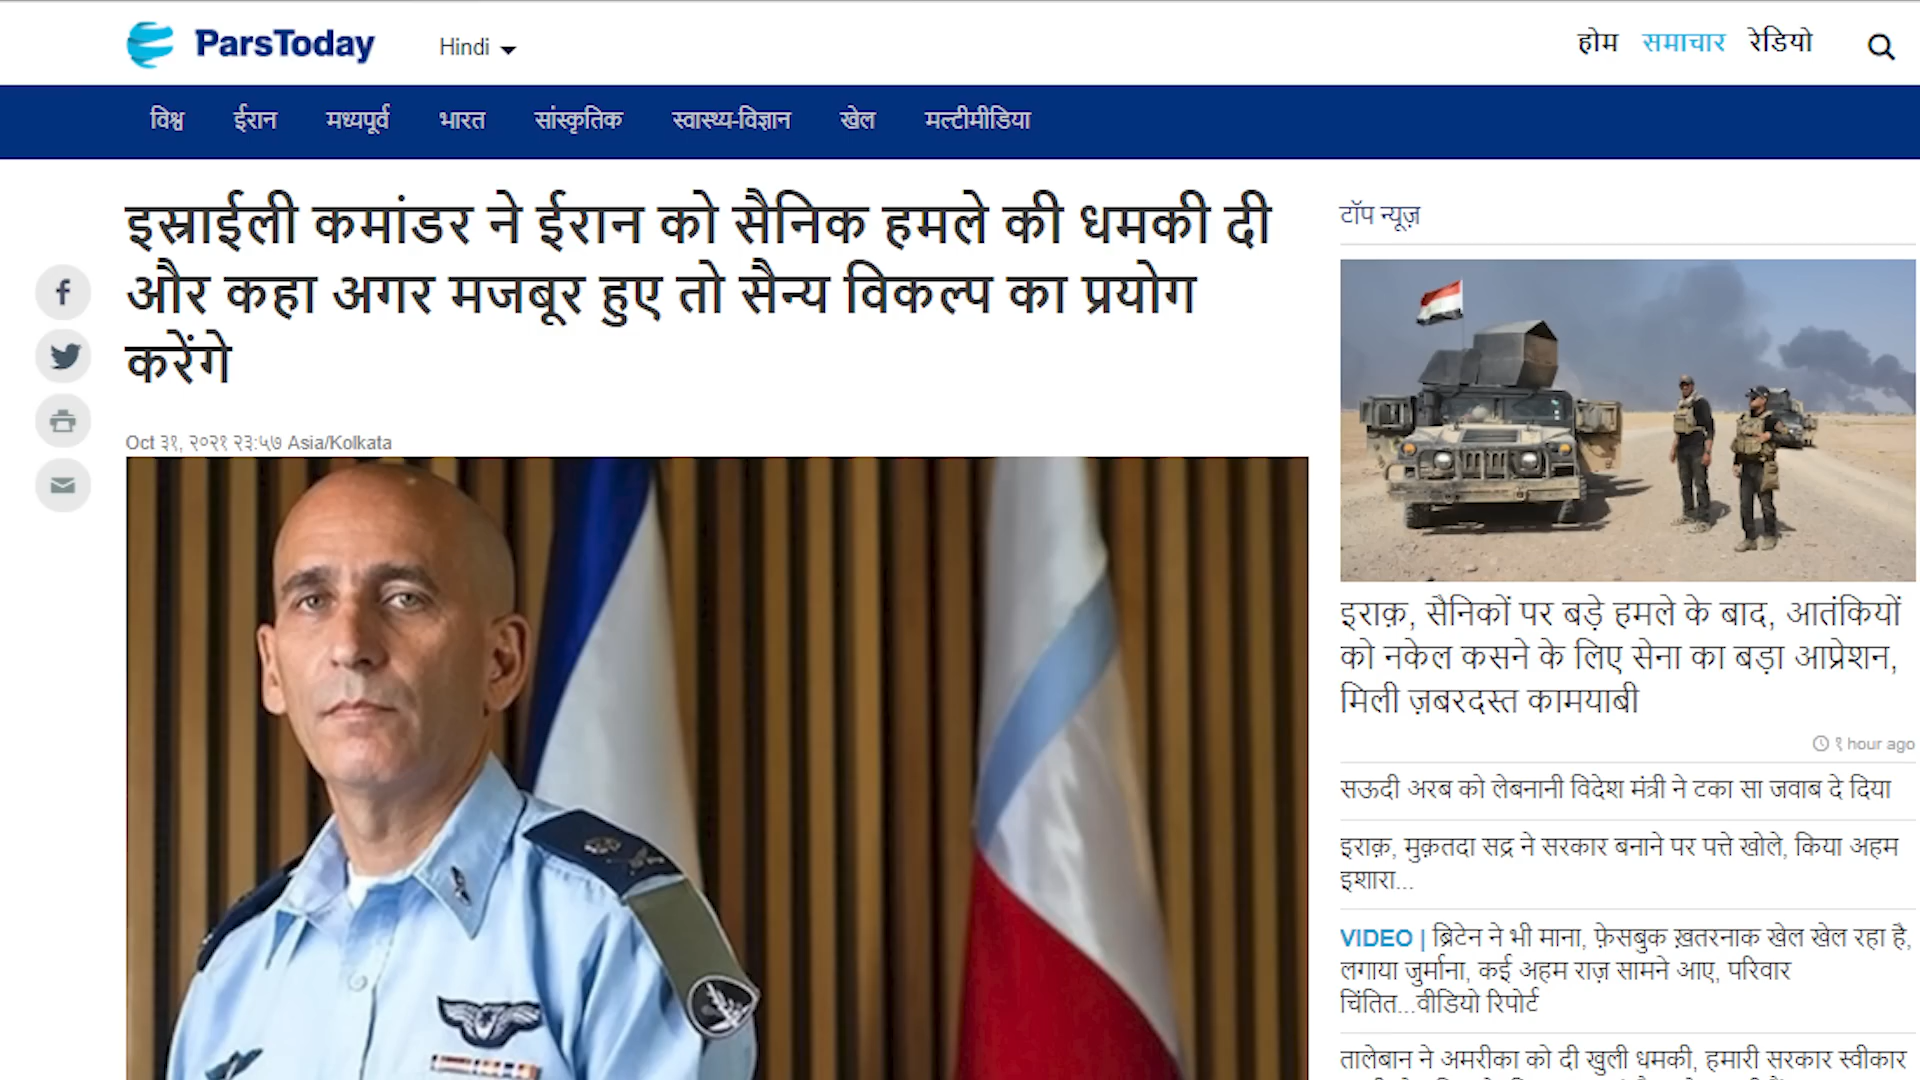 ParsToday
Hindi
होम समाचार रेडियो
विश्व ईरान मध्यपूर्व भारत सांस्कृतिक स्वास्थ्य-विज्ञान खेल मल्टीमीडिया
इस्राईली कमांडर ने ईरान को सैनिक हमले की धमकी दी
और कहा अगर मजबूर हुए तो सैन्य विकल्प का प्रयोग
करेंगे
Oct ३१, २०२१ २३:५७ Asia/Kolkata
टॉप न्यूज़
इराक़, सैनिकों पर बड़े हमले के बाद, आतंकियों
को नकेल कसने के लिए सेना का बड़ा आप्रेशन,
मिली ज़बरदस्त कामयाबी
१ hour ago
सऊदी अरब को लेबनानी विदेश मंत्री ने टका सा जवाब दे दिया
इराक़, मुक़तदा सद्र ने सरकार बनाने पर पत्ते खोले, किया अहम
इशारा...
VIDEO | ब्रिटेन ने भी माना, फ़ेसबुक ख़तरनाक खेल खेल रहा है,
लगाया जुर्माना, कई अहम राज़ सामने आए, परिवार
चिंतित...वीडियो रिपोर्ट
तालेबान ने अमरीका को दी खुली धमकी, हमारी सरकार स्वीकार